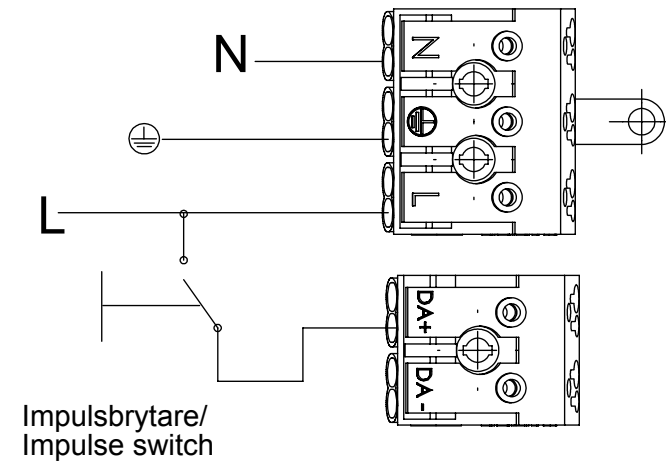 N
N
L
L
DA+
DA-
Impulsbrytare/
Impulse switch